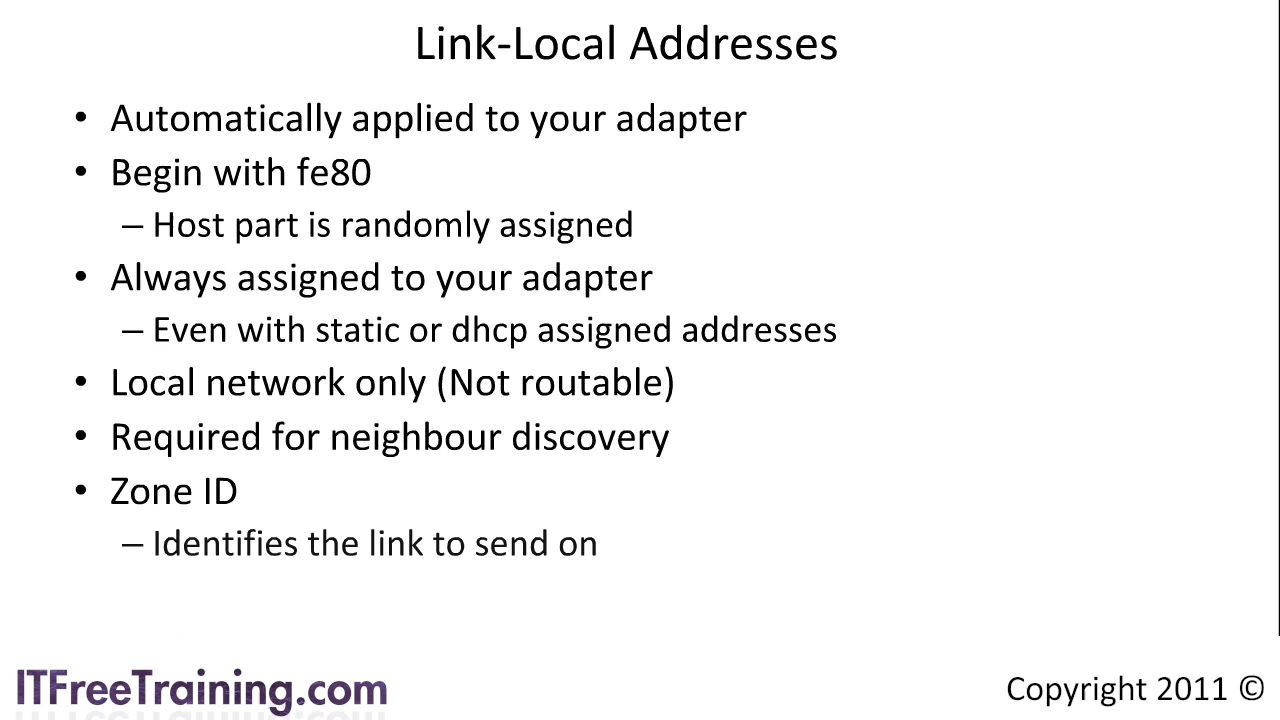 Link-Local Addresses
• Automatically applied to your adapter
• Begin with fe80
– Host part is randomly assigned
• Always assigned to your adapter
– Even with static or dhcp assigned addresses
• Local network only (Not routable)
• Required for neighbour discovery
• Zone ID
– Identifies the link to send on
ITFreeTraining.com
Copyright 2011 ©